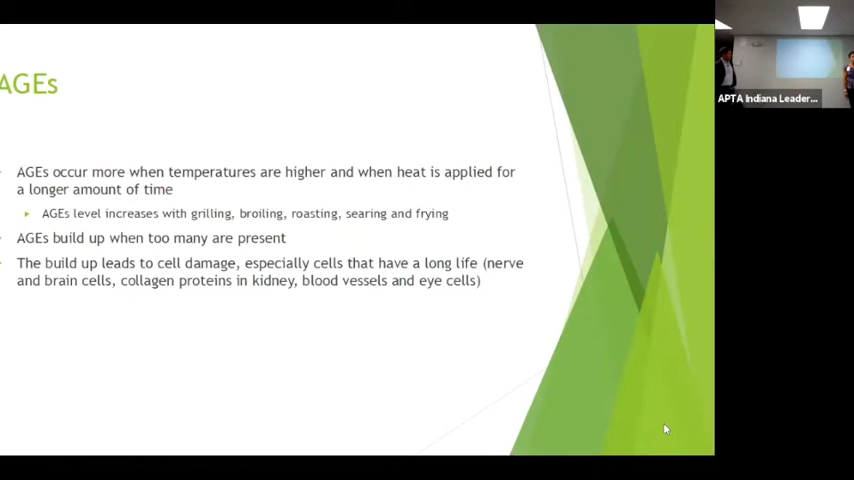 AGEs
AGEs occur more when temperatures are higher and when heat is applied for
a longer amount of time
AGEs level increases with grilling, broiling, roasting, searing and frying
AGEs build up when too many are present
The build up leads to cell damage, especially cells that have a long life (nerve
and brain cells, collagen proteins in kidney, blood vessels and eye cells)
APTA Indiana Leader...